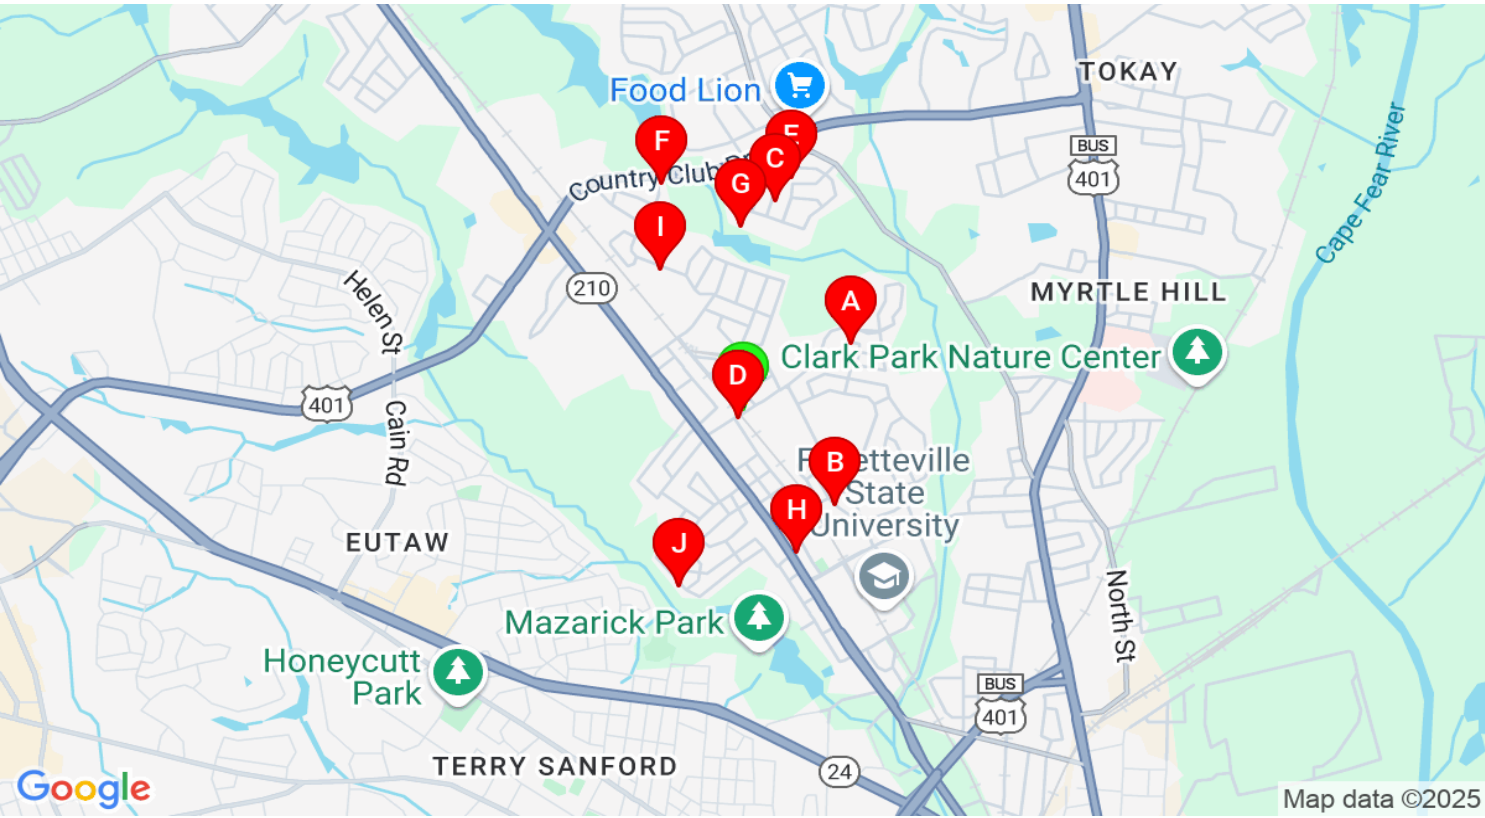 TOKAY
Food Lion
BUS
401
F
E
C
Country Club Dr
G
Cape Fear River
I
210
A
MYRTLE HILL
Helen St
Clark Park Nature Center
D
401
Cain Rd
B
Fayetteville
State
University
H
EUTAW
J
North St
Mazarick Park
Honeycutt
Park
BUS
401
TERRY SANFORD
24
Google
Map data ©2025